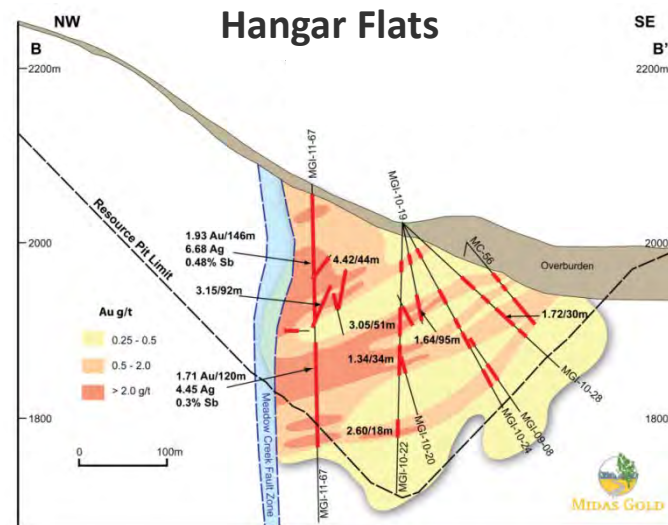 Hangar Flats
NW
SE
B
B'
2200m
2200m
MGI-11-67
MGI-10-19
MC-56
Resource Pit Limit
1.93 Au/146m
6.68 Ag
0.48% Sb
4.42/44m
2000
2000
Overburden
3.15/92m
Au g/t
0.25 - 0.5
0.5 - 2.0
> 2.0 g/t
3.05/51m
1.64/95m
1.72/30m
1.34/34m
1.71 Au/120m
4.45 Ag
0.3% Sb
MGI-10-28
1800
1800
2.60/18m
MGI-10-20
MGI-09-08
MGI-10-24
MGI-10-22
MGI-11-67
Meadow Creek Fault Zone
0
100m
MIDAS GOLD